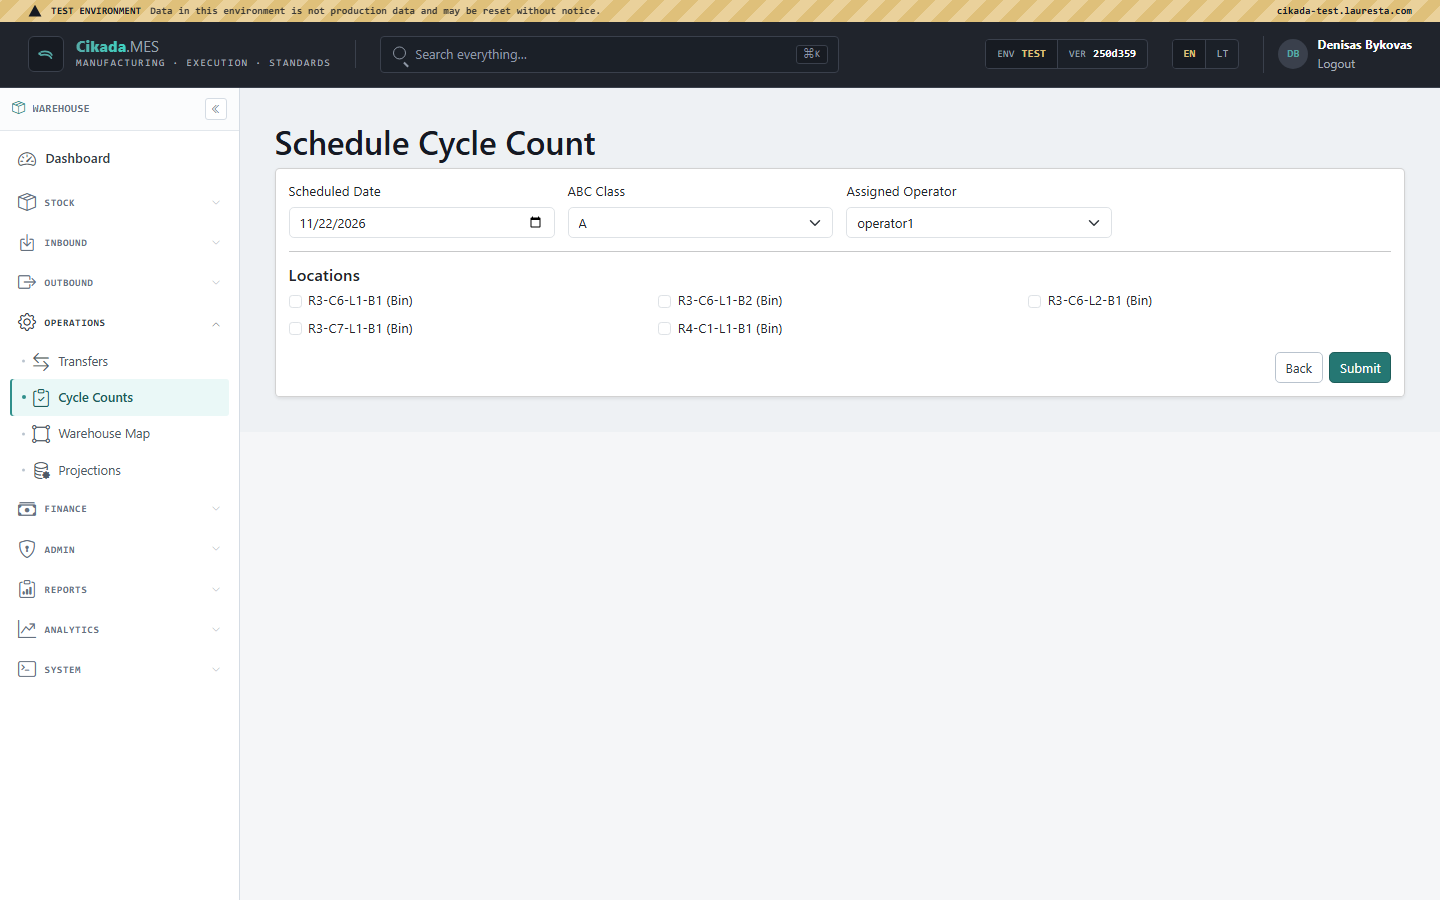 TEST ENVIRONMENT Data in this environment is not production data and may be reset without notice.
cikada-test.lauresta.com
Cikada.MES
MANUFACTURING · EXECUTION · STANDARDS
Search everything...
⌘K
ENV TEST
VER 250d359
EN
LT
DB
Denisas Bykovas
Logout
WAREHOUSE
Dashboard
STOCK
INBOUND
OUTBOUND
OPERATIONS
Transfers
Cycle Counts
Warehouse Map
Projections
FINANCE
ADMIN
REPORTS
ANALYTICS
SYSTEM
Schedule Cycle Count
Scheduled Date
ABC Class
Assigned Operator
11/22/2026
A
operator1
Locations
R3-C6-L1-B1 (Bin)
R3-C6-L1-B2 (Bin)
R3-C6-L2-B1 (Bin)
R3-C7-L1-B1 (Bin)
R4-C1-L1-B1 (Bin)
Back
Submit